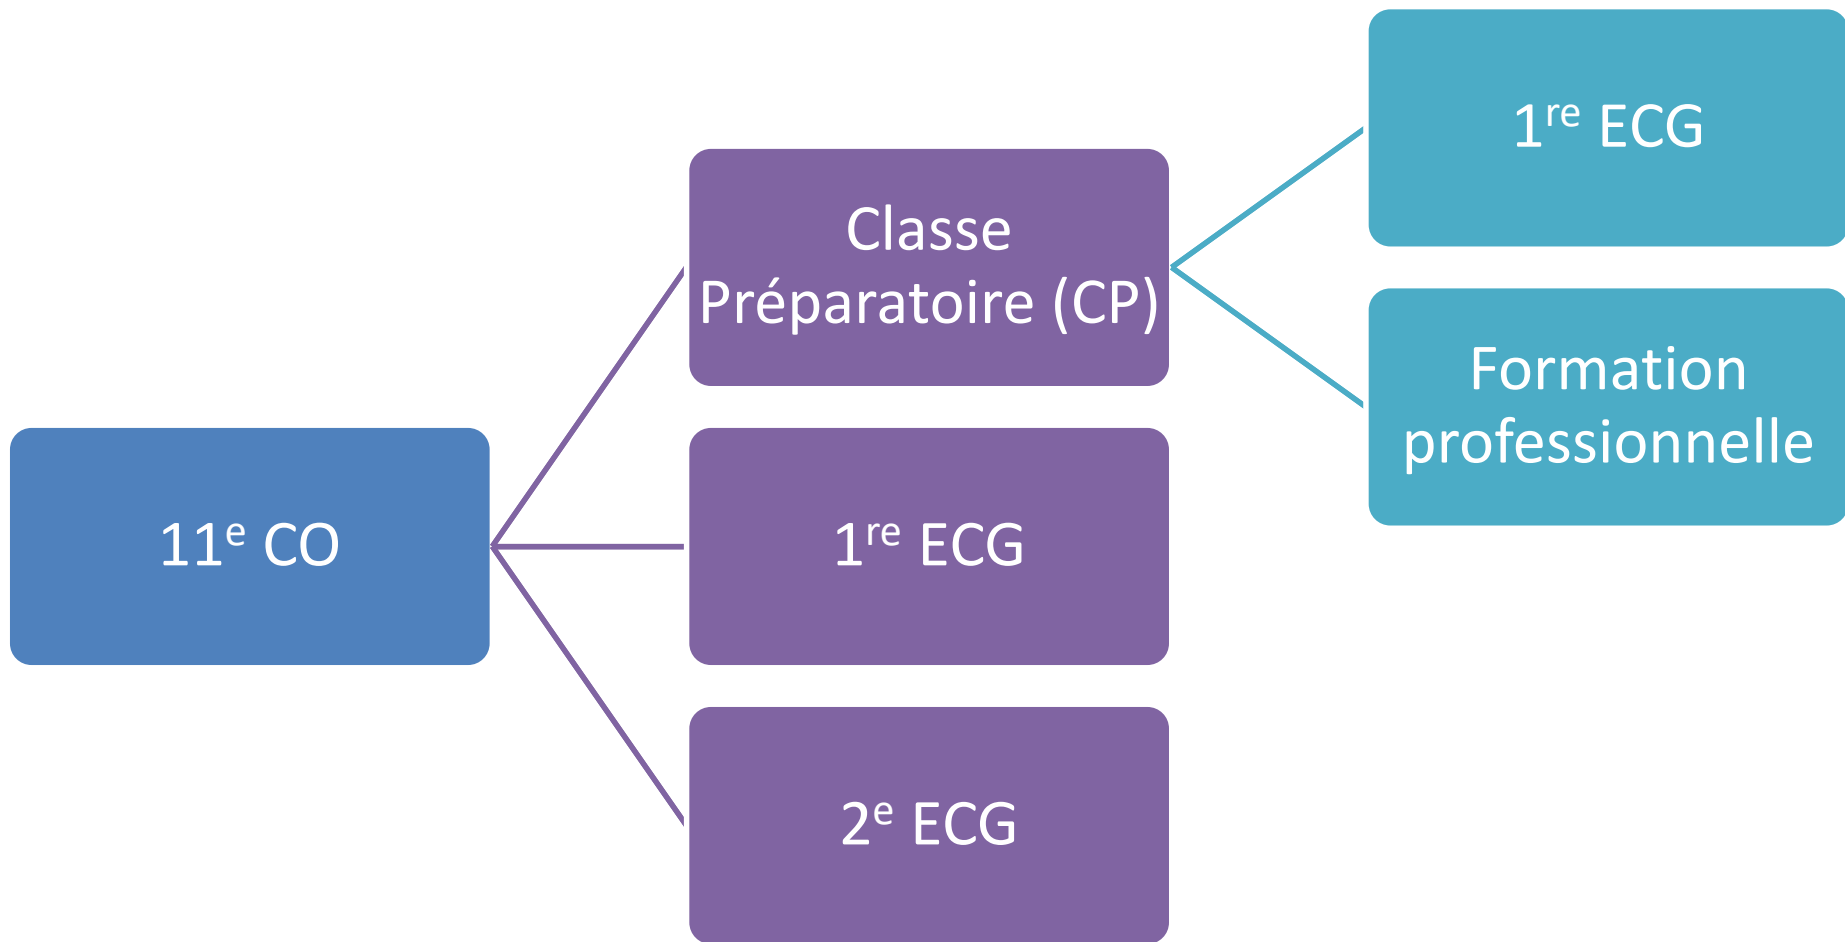 11e CO
Classe
Préparatoire (CP)
1re ECG
2e ECG
1re ECG
Formation
professionnelle